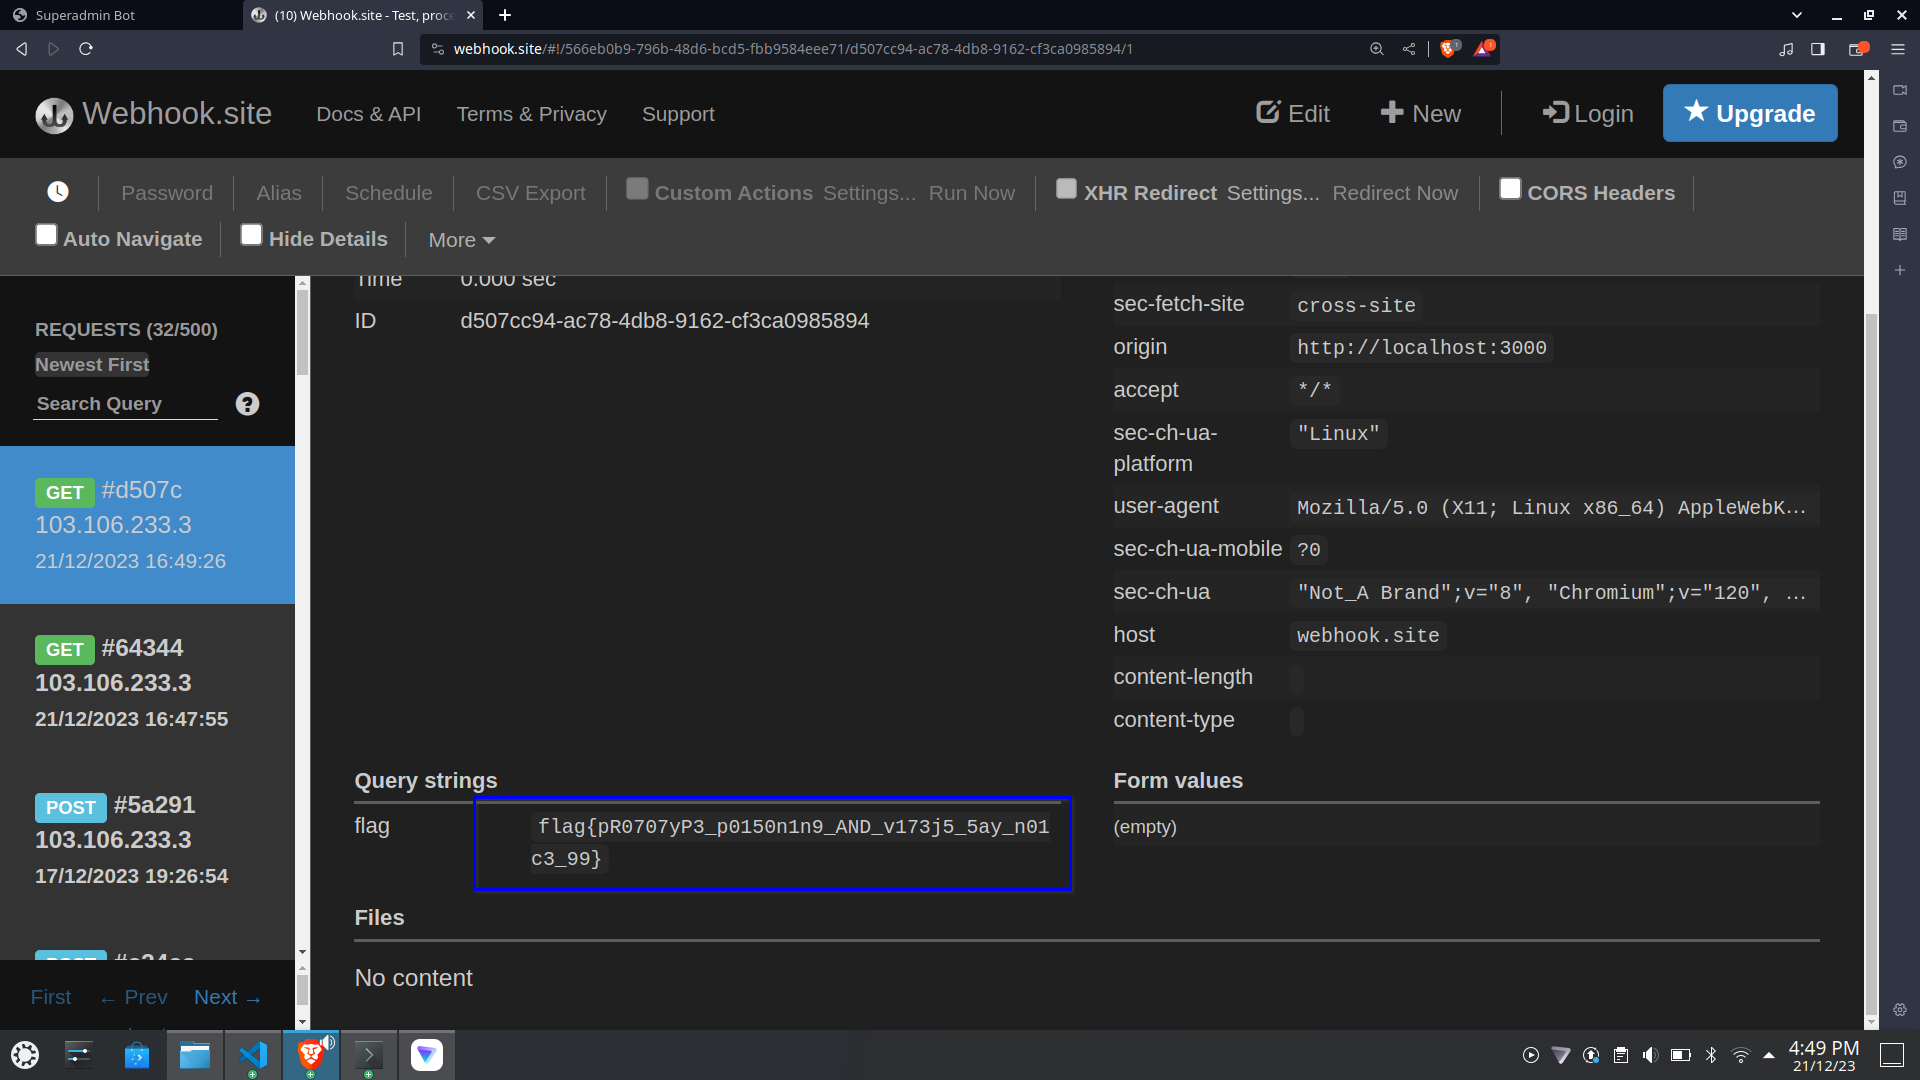 Superadmin Bot
(10) Webhook.site - Test, proce
webhook.site/#!/566eb0b9-796b-48d6-bcd5-fbb9584eee71/d507cc94-ac78-4db8-9162-cf3ca0985894/1
Webhook.site
Docs & API
Terms & Privacy
Support
Edit
New
Login
Upgrade
Password
Alias
Schedule
CSV Export
Custom Actions Settings... Run Now
XHR Redirect Settings... Redirect Now
CORS Headers
Auto Navigate
Hide Details
More
REQUESTS (32/500)
Newest First
Search Query
GET #d507c
103.106.233.3
21/12/2023 16:49:26
GET #64344
103.106.233.3
21/12/2023 16:47:55
POST #5a291
103.106.233.3
17/12/2023 19:26:54
First ← Prev Next →
Time 0.000 sec
ID d507cc94-ac78-4db8-9162-cf3ca0985894
sec-fetch-site cross-site
origin http://localhost:3000
accept */*
sec-ch-ua-
platform "Linux"
user-agent Mozilla/5.0 (X11; Linux x86_64) AppleWebK...
sec-ch-ua-mobile ?0
sec-ch-ua "Not_A Brand";v="8", "Chromium";v="120", ...
host webhook.site
content-length
content-type
Query strings
flag flag{pR0707yP3_p0150n1n9_AND_v173j5_5ay_n01
c3_99}
Form values
(empty)
Files
No content
4:49 PM
21/12/23